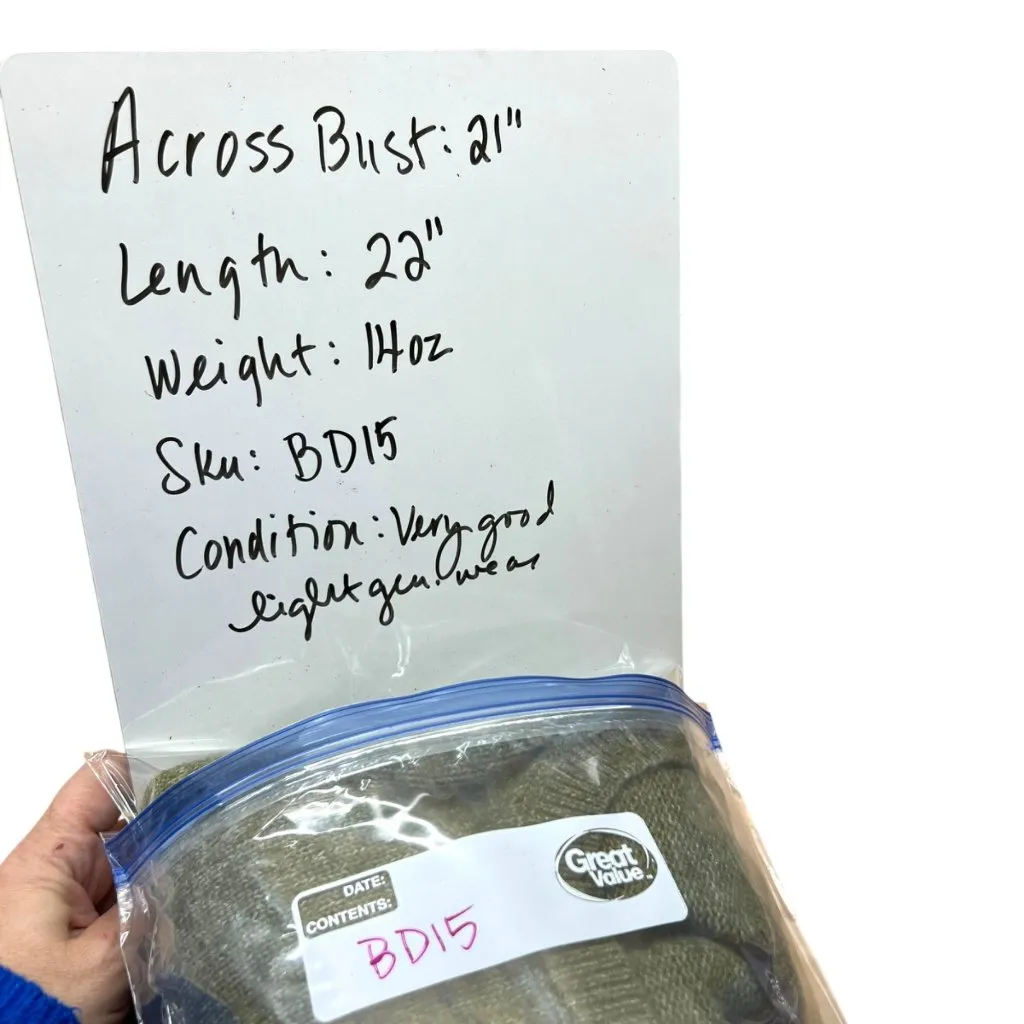 Across Bust: 21"
Length: 22"
Weight: 14oz
Sku: BD15
Condition: Very good
light gen. wear
Great
Value™
DATE:
CONTENTS:
BD15